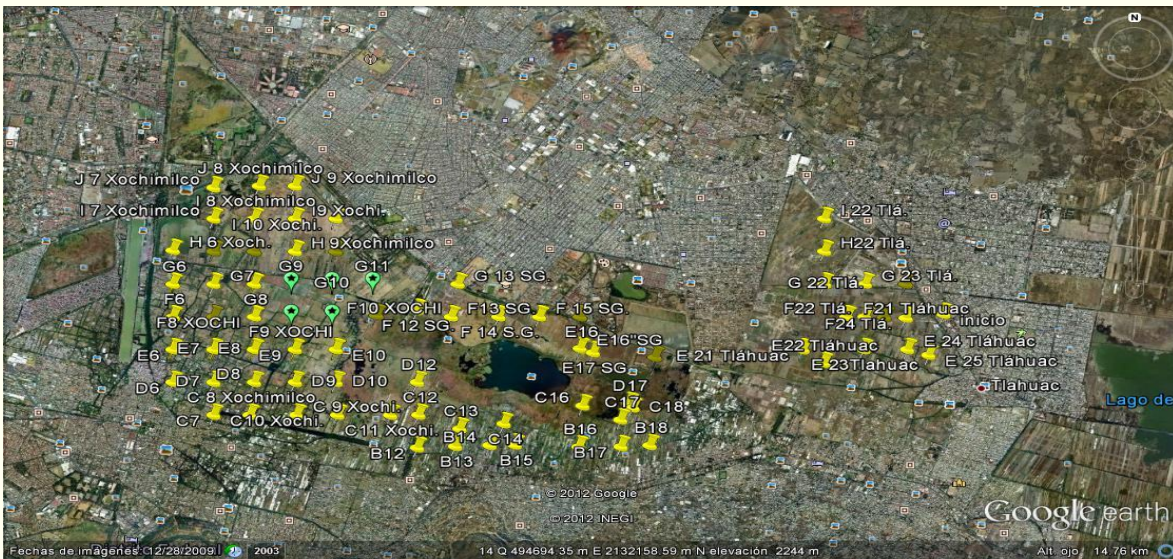 N
J 8 Xochimilco
J 7 Xochimilco
J 9 Xochimilco
I 8 Xochimilco
I 7 Xochimilco
I9 Xochi.
I 10 Xochi.
I 22 Tlá.
H 6 Xoch.
H 9Xochimilco
H22 Tlá.
G6
G7
G9
G10
G11
G 13 SG.
G 22 Tlá.
G 23 Tlá.
F6
G8
F10 XOCHI
F13 SG.
F 15 SG.
F22 Tlá.
F21 Tláhuac
F8 XOCHI
F9 XOCHI
F 12 SG.
F 14 S.G.
F24 Tlá.
inicio
E6
E7
E8
E9
E10
E16
E16"SG
E17 SG.
E 21 Tláhuac
E22 Tláhuac
E 23Tlahuac
E 24 Tláhuac
E 25 Tláhuac
D6
D7
D8
D9
D10
D12
D17
Tlahuac
Lago de
C 8 Xochimilco
C7
C10 Xochi.
C 9 Xochi.
C11 Xochi.
C12
C13
C14
C16
C17
C18
B12
B13
B14
B15
B16
B17
B18
© 2012 Google
© 2012 INEGI
Google earth
Fechas de imágenes: 12/28/2009
2003
14 Q 494694.35 m E 2132158.59 m N elevación 2244 m
Alt. ojo 14.76 km